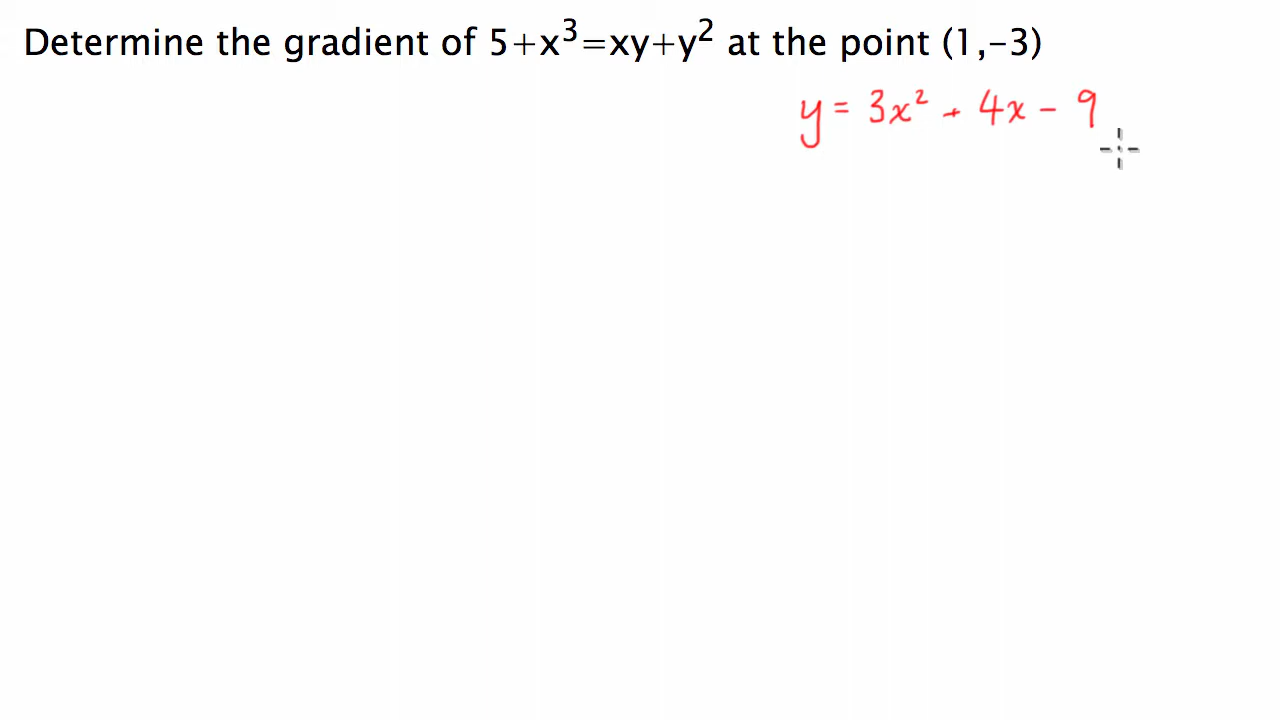 Determine the gradient of 5+x³=xy+y² at the point (1,-3)
y = 3x² + 4x - 9